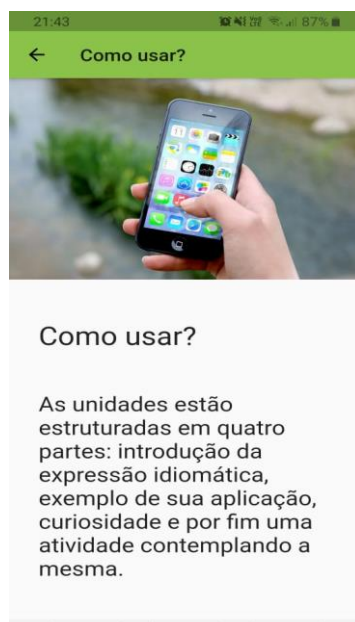 21:43 87%
Como usar?
Como usar?
As unidades estão
estruturadas em quatro
partes: introdução da
expressão idiomática,
exemplo de sua aplicação,
curiosidade e por fim uma
atividade contemplando a
mesma.